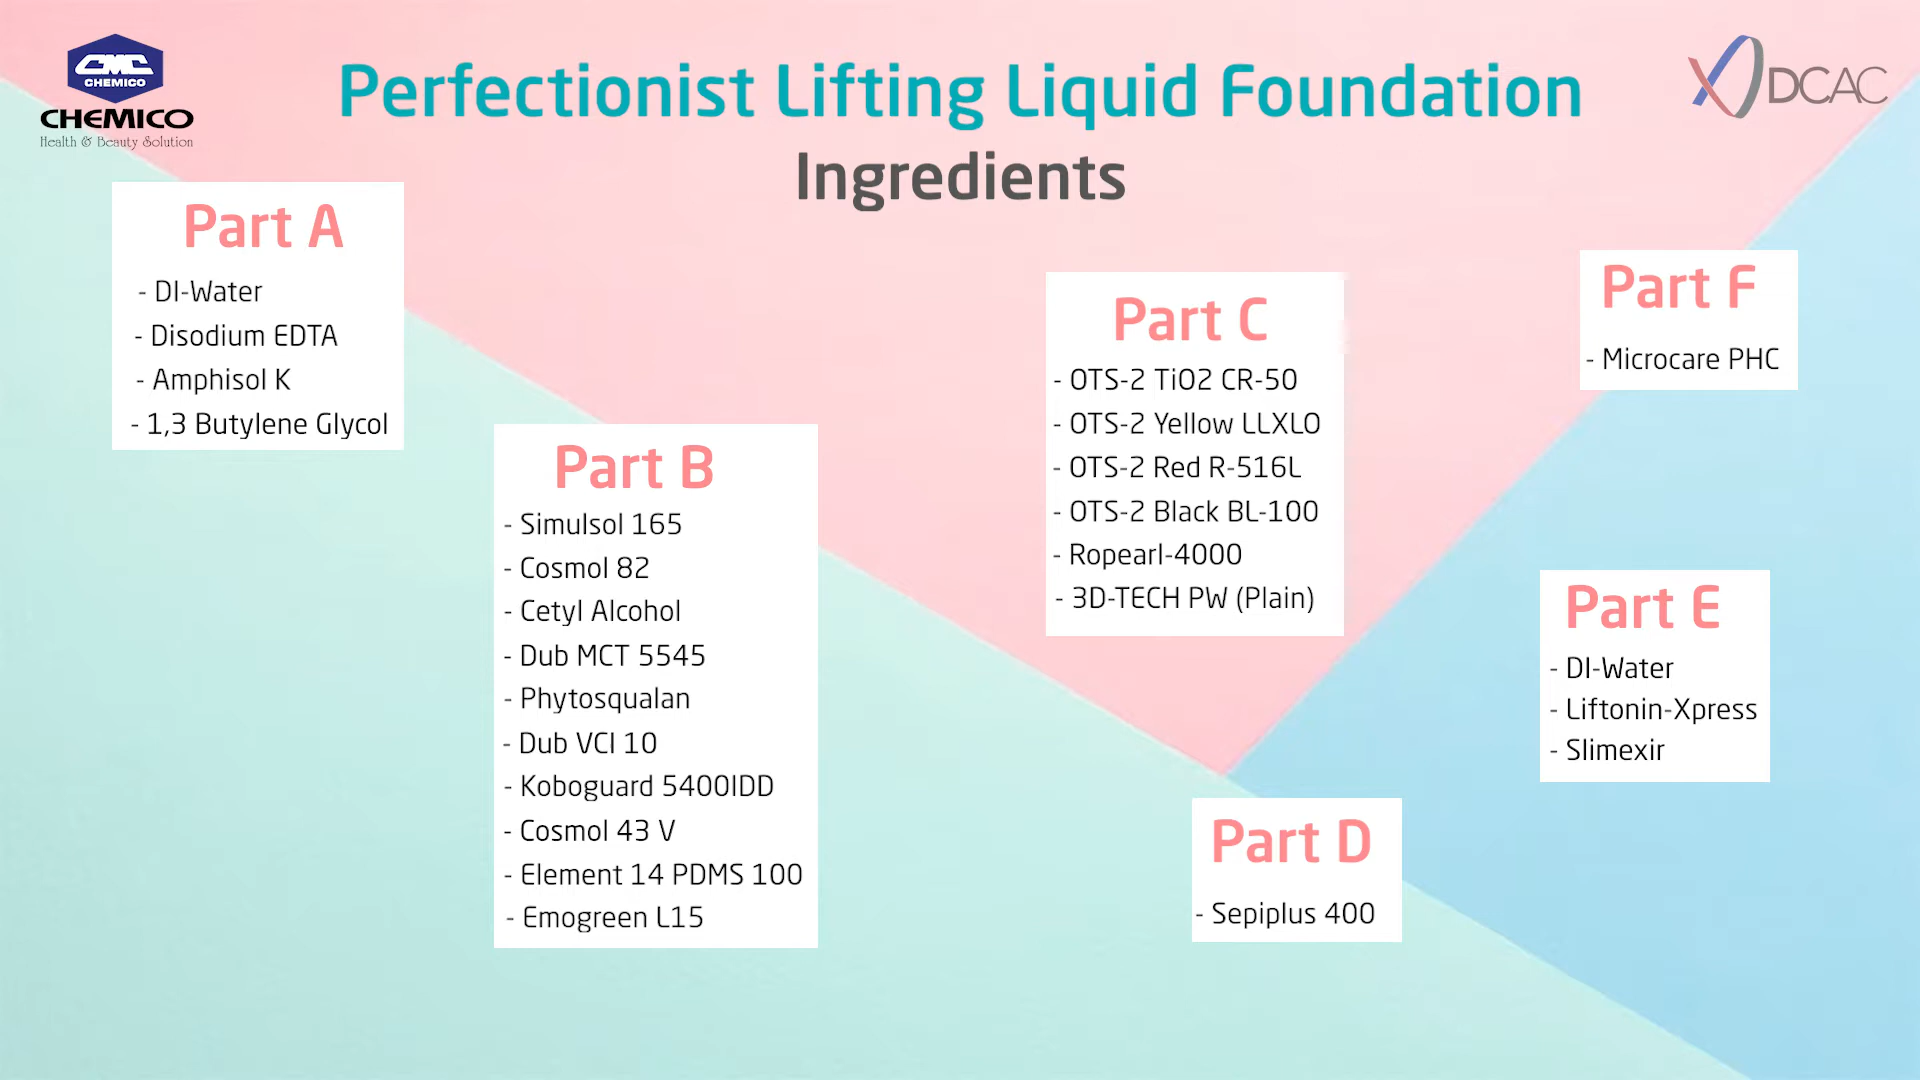 CMC
CHEMICO
CHEMICO
Health & Beauty Solution
Perfectionist Lifting Liquid Foundation
Ingredients
DCAC
Part A
- DI-Water
- Disodium EDTA
- Amphisol K
- 1,3 Butylene Glycol
Part B
- Simulsol 165
- Cosmol 82
- Cetyl Alcohol
- Dub MCT 5545
- Phytosqualan
- Dub VCI 10
- Koboguard 5400IDD
- Cosmol 43 V
- Element 14 PDMS 100
- Emogreen L15
Part C
- OTS-2 TiO2 CR-50
- OTS-2 Yellow LLXLO
- OTS-2 Red R-516L
- OTS-2 Black BL-100
- Ropearl-4000
- 3D-TECH PW (Plain)
Part D
- Sepiplus 400
Part E
- DI-Water
- Liftonin-Xpress
- Slimexir
Part F
- Microcare PHC